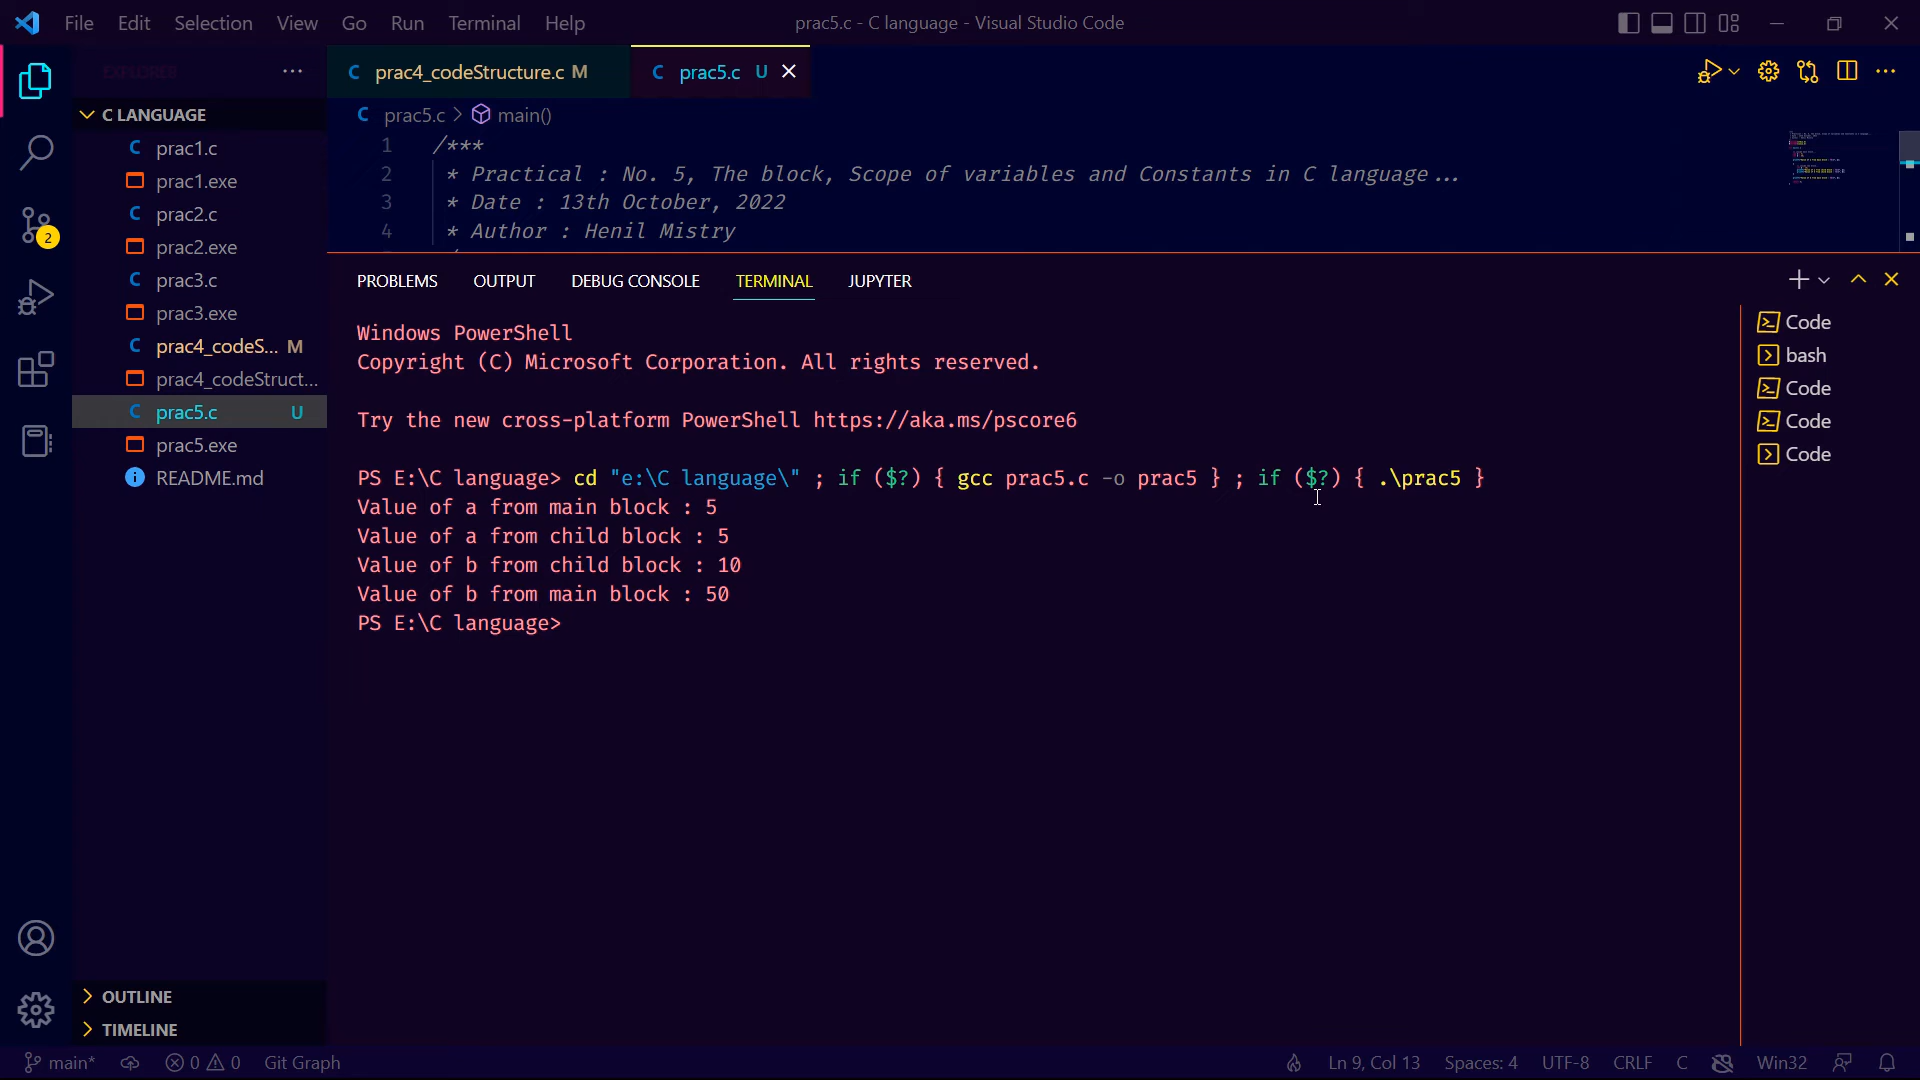 File Edit Selection View Go Run Terminal Help
prac5.c - C language - Visual Studio Code
EXPLORER
C LANGUAGE
prac1.c
prac1.exe
prac2.c
prac2.exe
prac3.c
prac3.exe
prac4_codeS... M
prac4_codeStruct...
prac5.c U
prac5.exe
README.md
OUTLINE
TIMELINE
2
prac4_codeStructure.c M
prac5.c U
prac5.c > main()
1 /***
2 * Practical : No. 5, The block, Scope of variables and Constants in C language...
3 * Date : 13th October, 2022
4 * Author : Henil Mistry
PROBLEMS OUTPUT DEBUG CONSOLE TERMINAL JUPYTER
Windows PowerShell
Copyright (C) Microsoft Corporation. All rights reserved.
Try the new cross-platform PowerShell https://aka.ms/pscore6
PS E:\C language> cd "e:\C language\" ; if ($?) { gcc prac5.c -o prac5 } ; if ($?) { .\prac5 }
Value of a from main block : 5
Value of a from child block : 5
Value of b from child block : 10
Value of b from main block : 50
PS E:\C language>
Code
bash
Code
Code
Code
main* 0 0 Git Graph
Ln 9, Col 13 Spaces: 4 UTF-8 CRLF C Win32